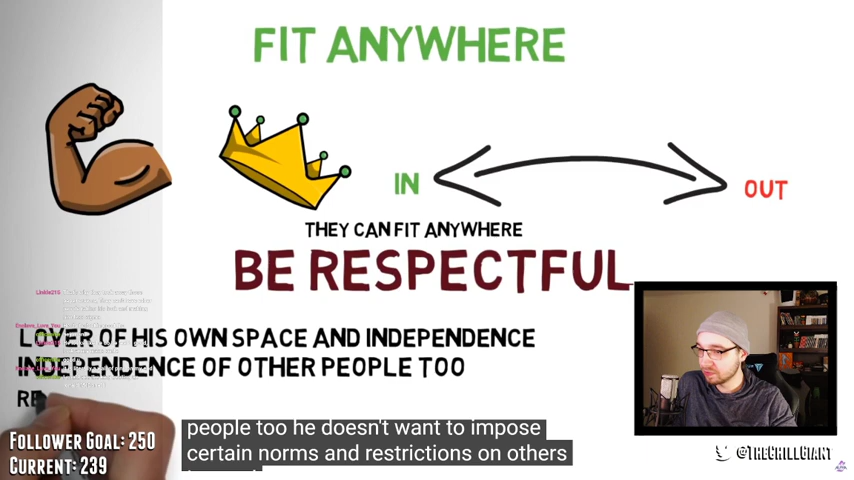 FIT ANYWHERE
IN
OUT
THEY CAN FIT ANYWHERE
BE RESPECTFUL
LOVER OF HIS OWN SPACE AND INDEPENDENCE
INDEPENDENCE OF OTHER PEOPLE TOO
RE
people too he doesn't want to impose
certain norms and restrictions on others
FOLLOWER GOAL: 250
CURRENT: 239
@THECHILLGIANT